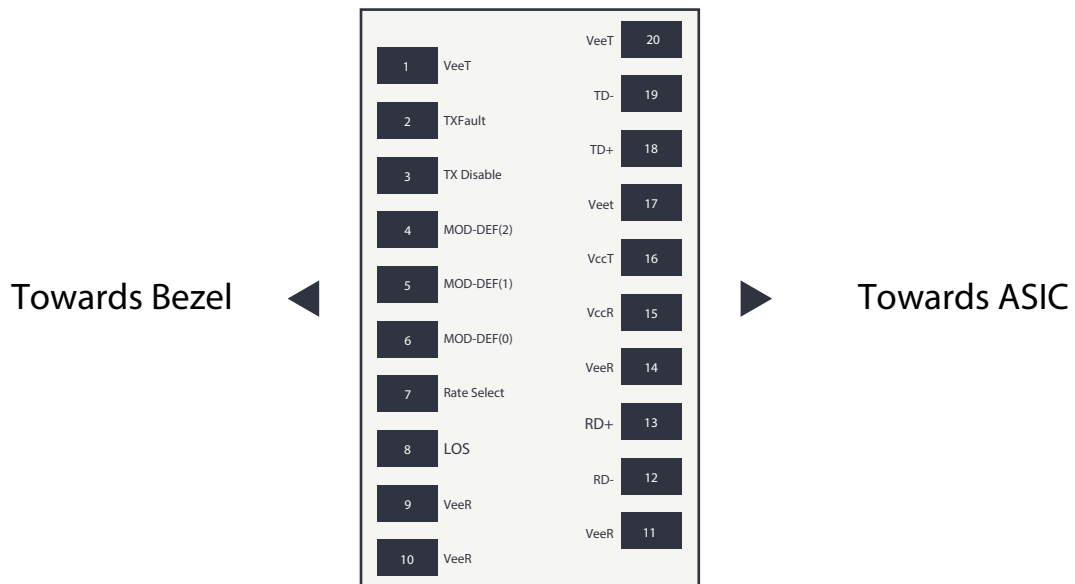 VeeT 20
1 VeeT
TD- 19
2 TXFault
TD+ 18
3 TX Disable
Veet 17
4 MOD-DEF(2)
VccT 16
Towards Bezel
5 MOD-DEF(1)
Towards ASIC
VccR 15
6 MOD-DEF(0)
VeeR 14
7 Rate Select
RD+ 13
8 LOS
RD- 12
9 VeeR
VeeR 11
10 VeeR